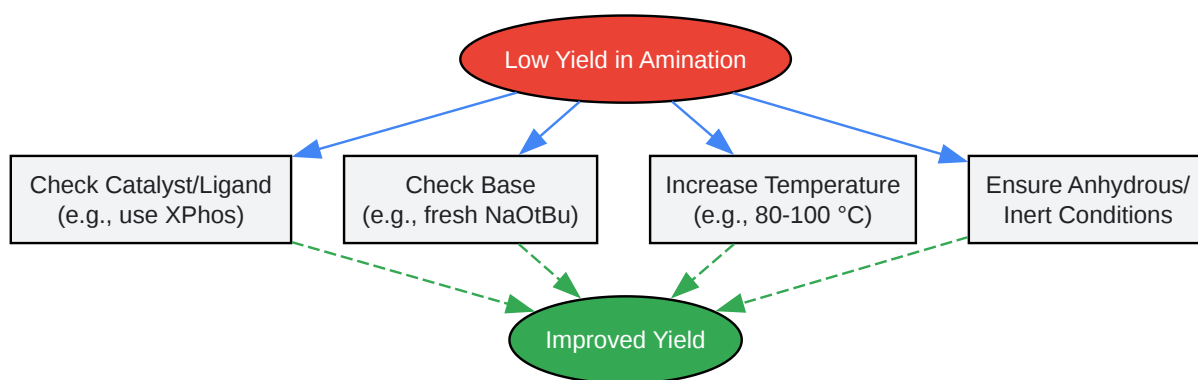 Low Yield in Amination
Check Catalyst/Ligand
(e.g., use XPhos)
Check Base
(e.g., fresh NaOtBu)
Increase Temperature
(e.g., 80-100 °C)
Ensure Anhydrous/
Inert Conditions
Improved Yield